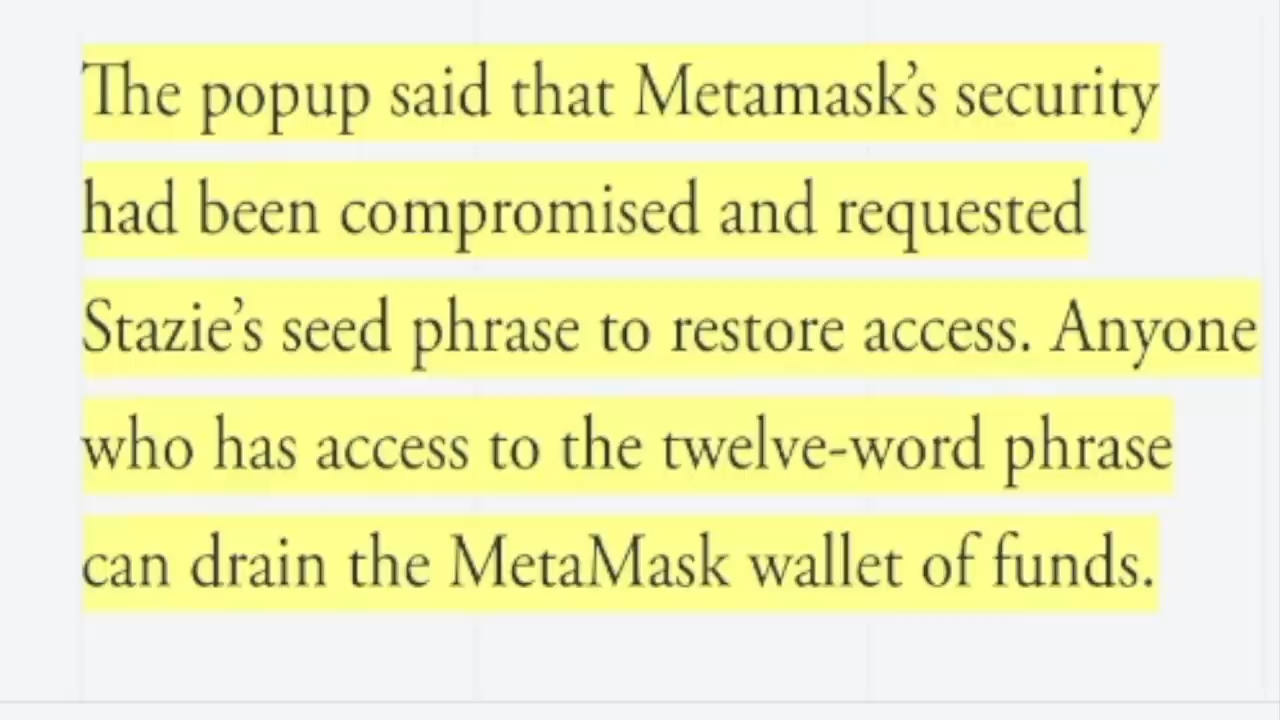 The popup said that Metamask’s security
had been compromised and requested
Stazie’s seed phrase to restore access. Anyone
who has access to the twelve-word phrase
can drain the MetaMask wallet of funds.